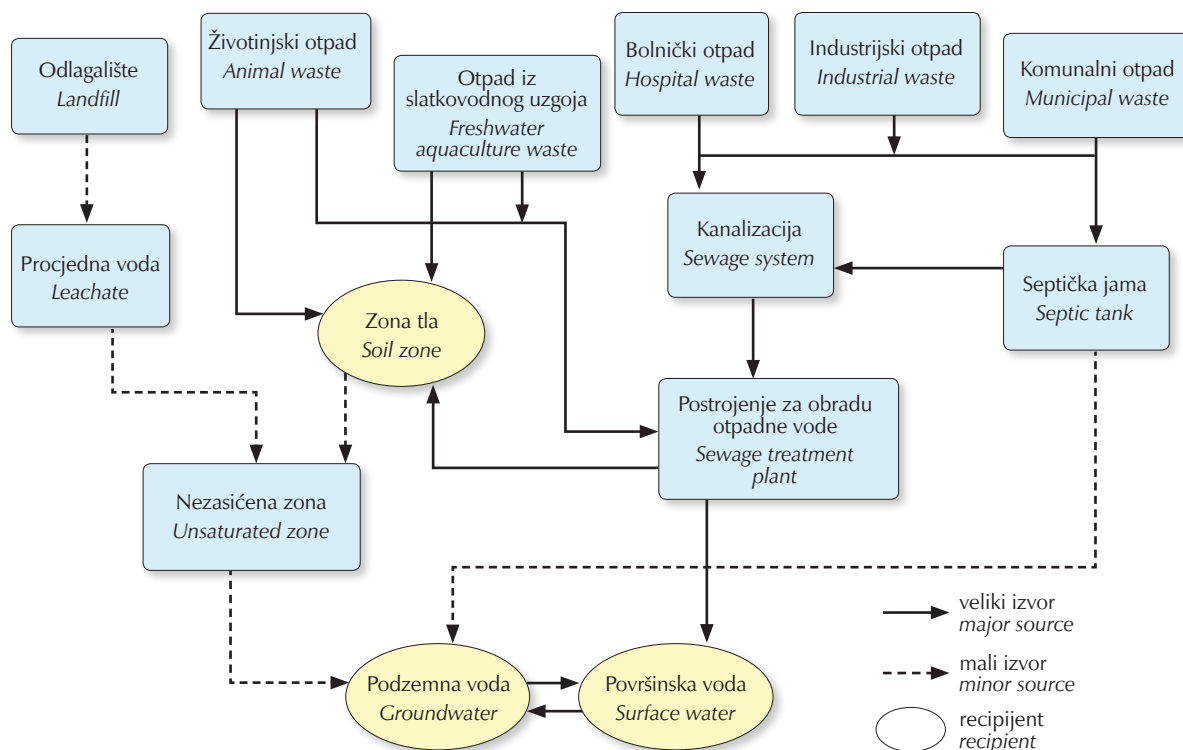 Odlagalište
Landfill
Životinjski otpad
Animal waste
Otpad iz
slatkovodnog uzgoja
Freshwater
aquaculture waste
Bolnički otpad
Hospital waste
Industrijski otpad
Industrial waste
Komunalni otpad
Municipal waste
Procjedna voda
Leachate
Kanalizacija
Sewage system
Septička jama
Septic tank
Zona tla
Soil zone
Postrojenje za obradu
otpadne vode
Sewage treatment
plant
Nezasićena zona
Unsaturated zone
Podzemna voda
Groundwater
Površinska voda
Surface water
veliki izvor
major source
mali izvor
minor source
recipijent
recipient